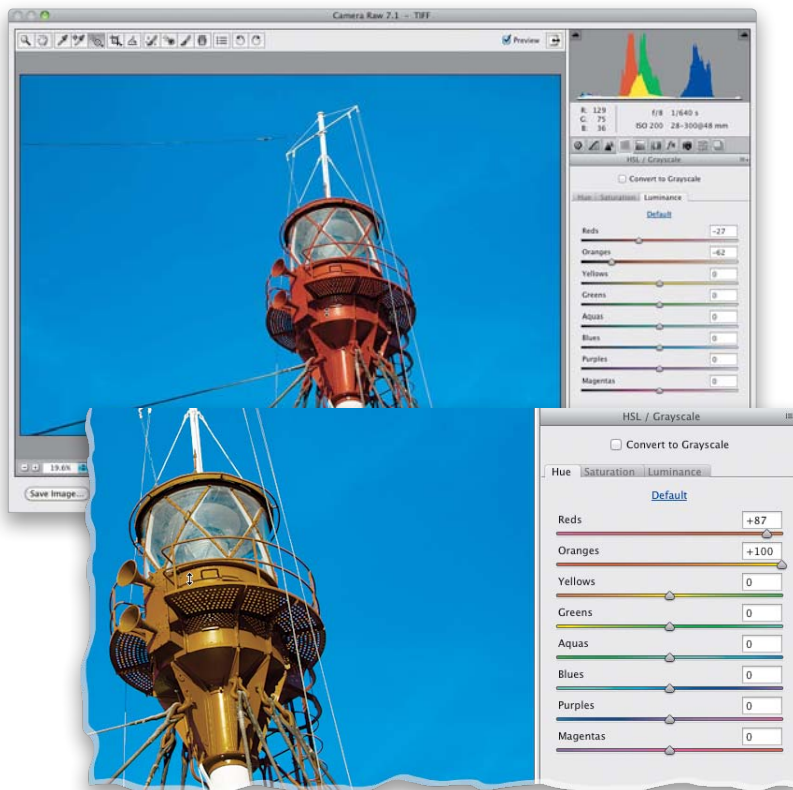 Camera Raw 7.1 – TIFF
Preview
R: 129
G: 75
B: 36
f/8 1/640 s
ISO 200 28-300@48 mm
HSL / Grayscale
Convert to Grayscale
Hue Saturation Luminance
Default
Reds -27
Oranges -62
Yellows 0
Greens 0
Aquas 0
Blues 0
Purples 0
Magentas 0
19.6%
Save Image...
HSL / Grayscale
Convert to Grayscale
Hue Saturation Luminance
Default
Reds +87
Oranges +100
Yellows 0
Greens 0
Aquas 0
Blues 0
Purples 0
Magentas 0